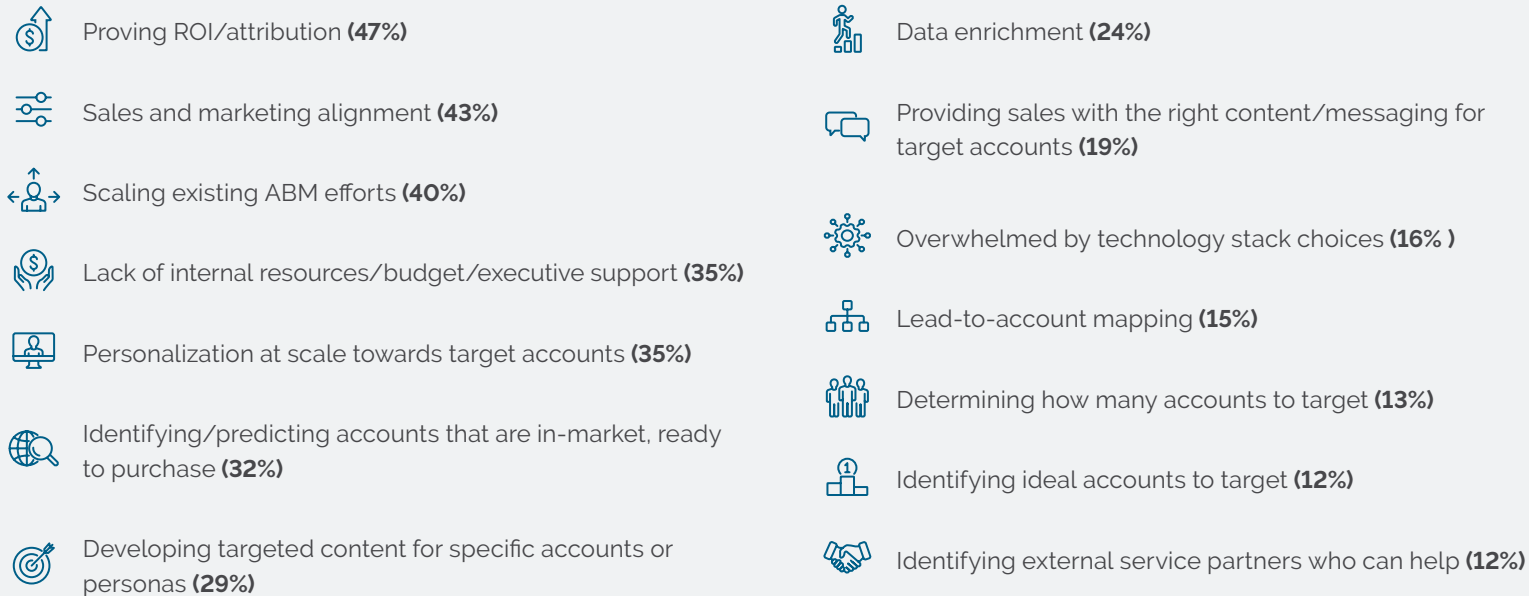 Proving ROI/attribution (47%)
Sales and marketing alignment (43%)
Scaling existing ABM efforts (40%)
Lack of internal resources/budget/executive support (35%)
Personalization at scale towards target accounts (35%)
Identifying/predicting accounts that are in-market, ready
to purchase (32%)
Developing targeted content for specific accounts or
personas (29%)
Data enrichment (24%)
Providing sales with the right content/messaging for
target accounts (19%)
Overwhelmed by technology stack choices (16% )
Lead-to-account mapping (15%)
Determining how many accounts to target (13%)
Identifying ideal accounts to target (12%)
Identifying external service partners who can help (12%)